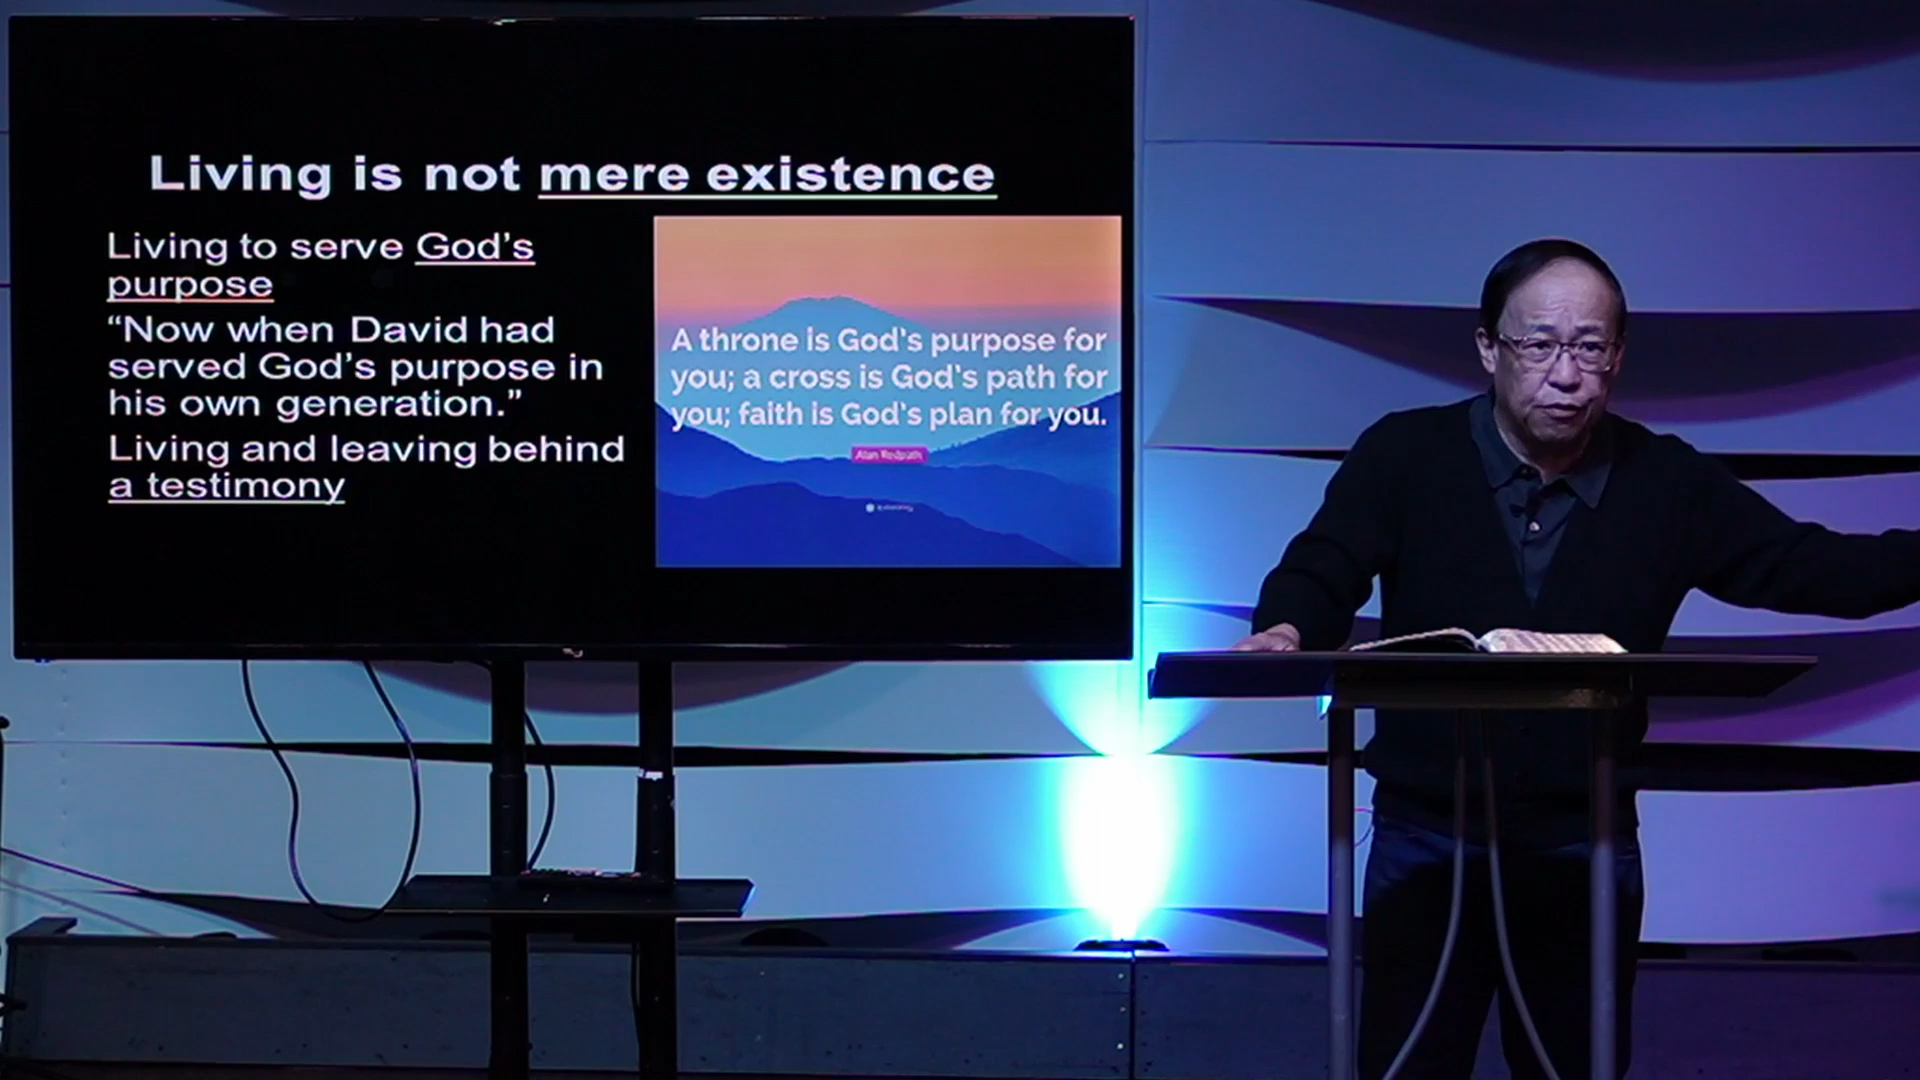 Living is not mere existence
Living to serve God's
purpose
“Now when David had
served God's purpose in
his own generation.”
Living and leaving behind
a testimony
A throne is God's purpose for
you; a cross is God's path for
you; faith is God's plan for you.
Alan Redpath